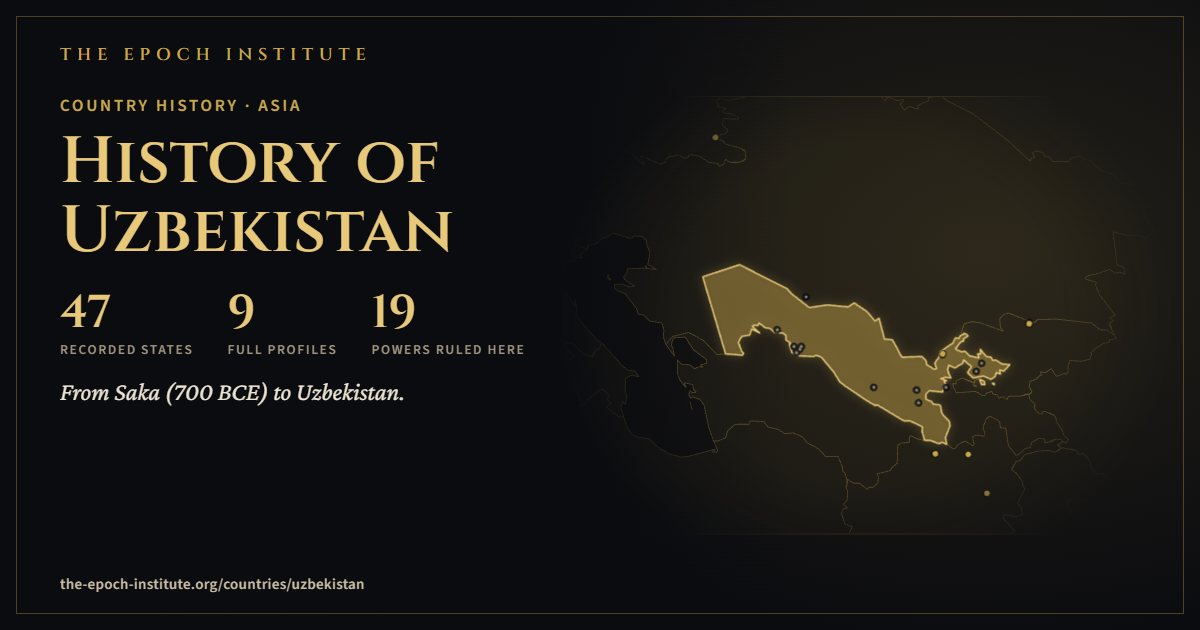 THE EPOCH INSTITUTE
COUNTRY HISTORY · ASIA
History of
Uzbekistan
47 9 19
RECORDED STATES FULL PROFILES POWERS RULED HERE
From Saka (700 BCE) to Uzbekistan.
the-epoch-institute.org/countries/uzbekistan